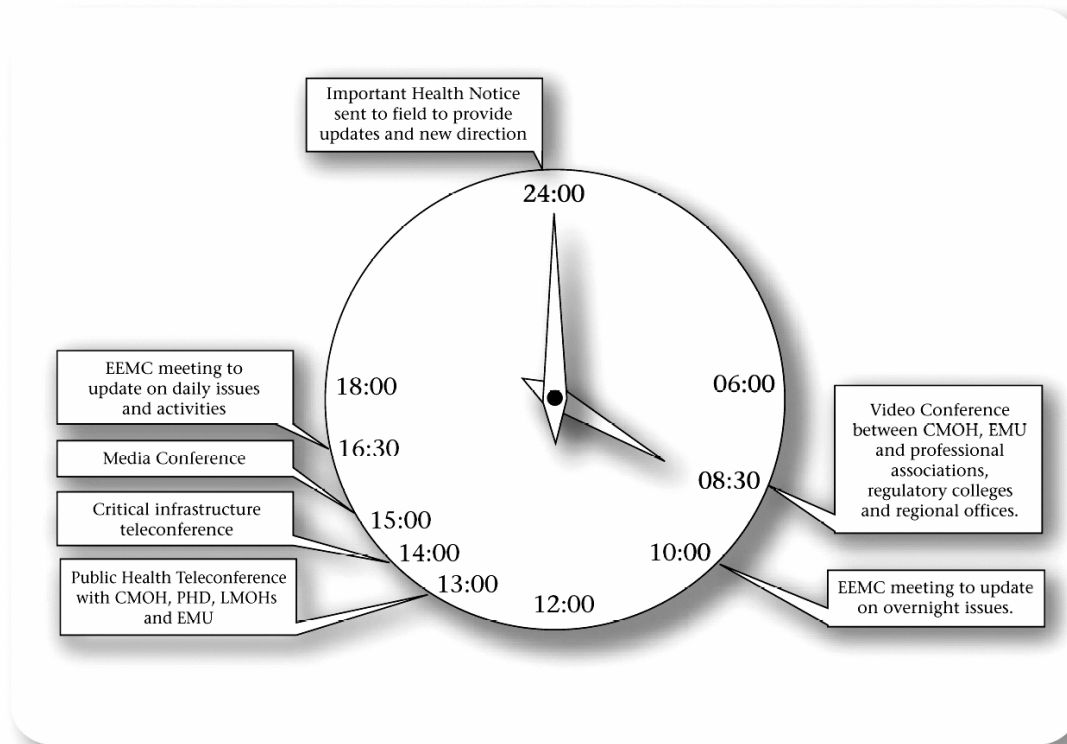 Important Health Notice
sent to field to provide
updates and new direction
24:00
06:00
Video Conference
between CMOH, EMU
and professional
associations,
regulatory colleges
and regional offices.
08:30
10:00
EEMC meeting to update
on overnight issues.
12:00
13:00
Public Health Teleconference
with CMOH, PHD, LMOHs
and EMU
14:00
Critical infrastructure
teleconference
15:00
Media Conference
16:30
EEMC meeting to
update on daily issues
and activities
18:00